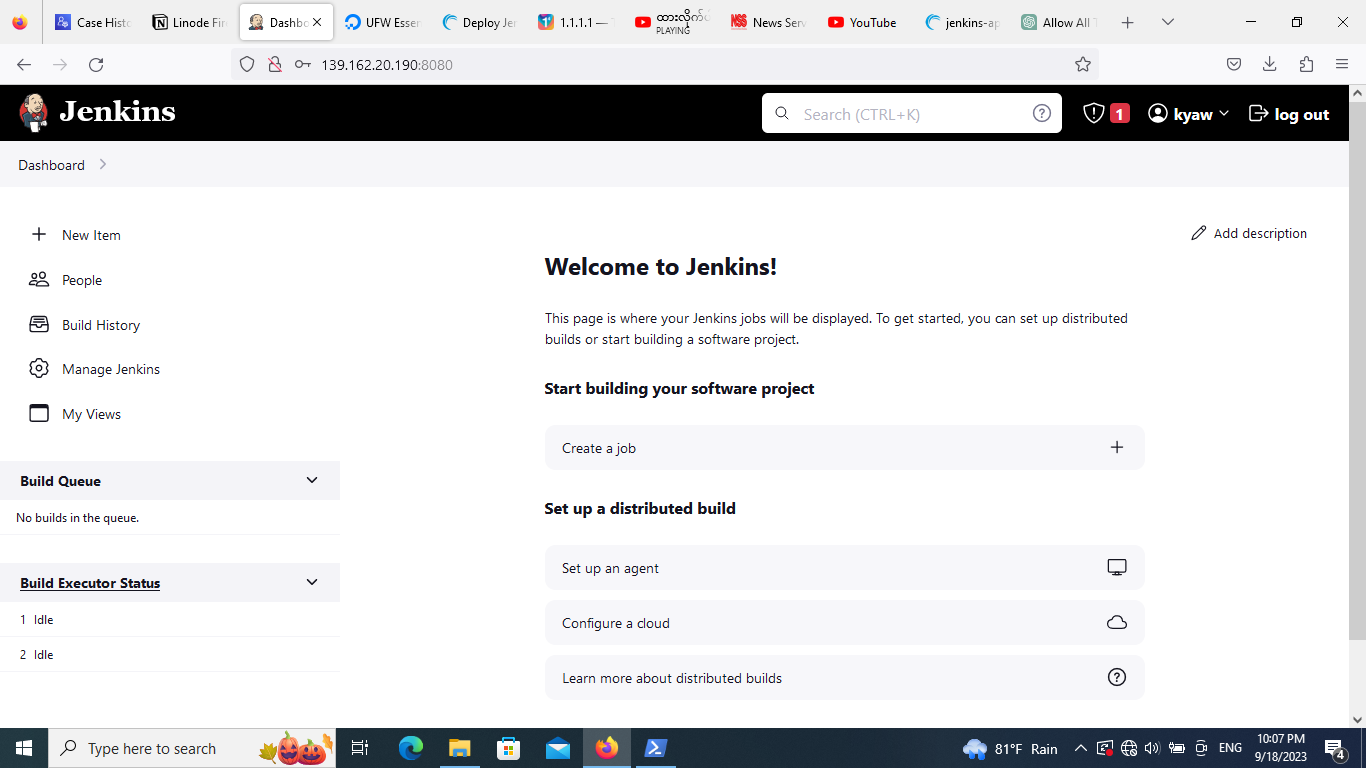 Case Histo
Linode Fir
Dashbo
UFW Essen
Deploy Jen
1.1.1.1 —
PLAYING
News Serv
YouTube
jenkins-ap
Allow All T
139.162.20.190:8080
Jenkins
Search (CTRL+K)
1
kyaw
log out
Dashboard
New Item
People
Build History
Manage Jenkins
My Views
Build Queue
No builds in the queue.
Build Executor Status
1 Idle
2 Idle
Add description
Welcome to Jenkins!
This page is where your Jenkins jobs will be displayed. To get started, you can set up distributed
builds or start building a software project.
Start building your software project
Create a job
Set up a distributed build
Set up an agent
Configure a cloud
Learn more about distributed builds
Type here to search
81°F Rain
ENG
10:07 PM
9/18/2023
4